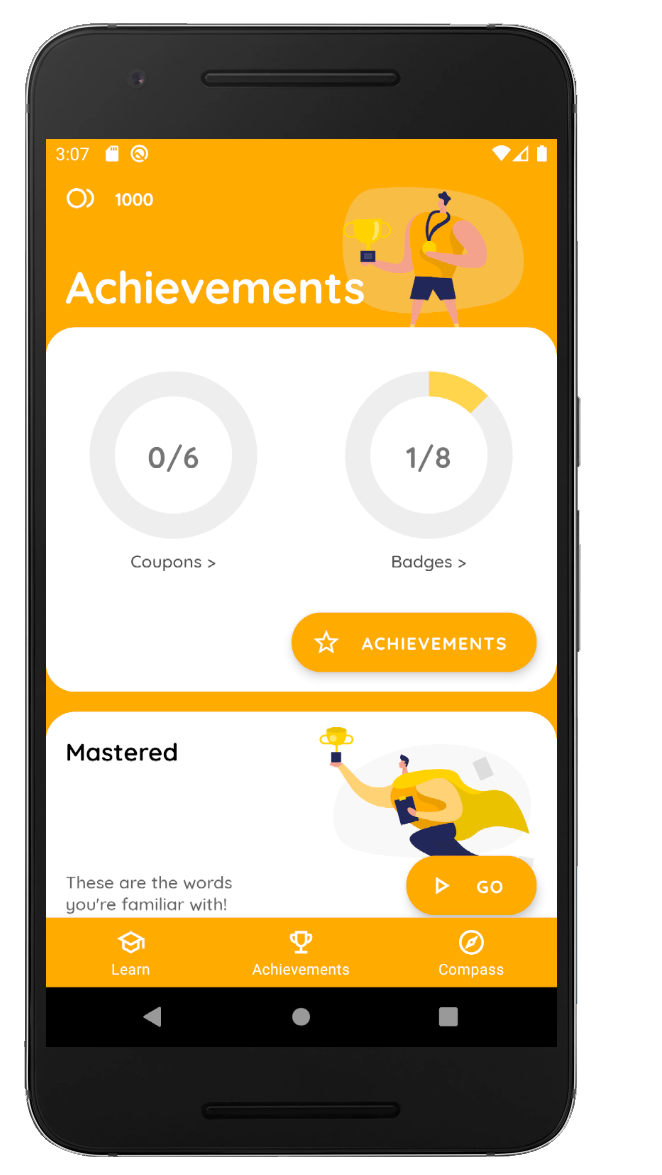 3:07
1000
Achievements
0/6
1/8
Coupons >
Badges >
ACHIEVEMENTS
Mastered
These are the words
you're familiar with!
GO
Learn
Achievements
Compass